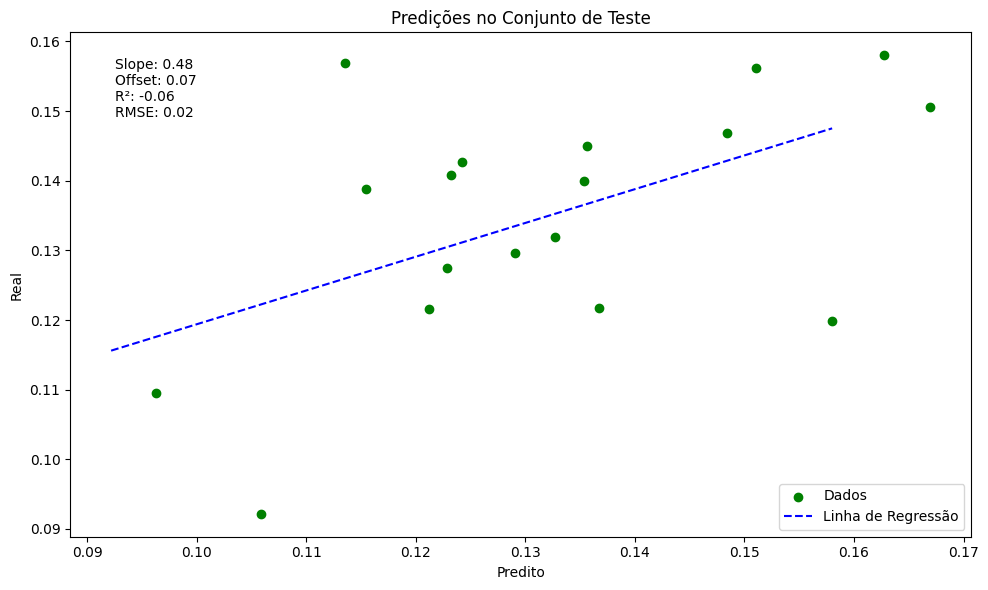 Predições no Conjunto de Teste
Slope: 0.48
Offset: 0.07
R²: -0.06
RMSE: 0.02
0.16
0.15
0.14
0.13
0.12
0.11
0.10
0.09
Real
Dados
Linha de Regressão
0.09 0.10 0.11 0.12 0.13 0.14 0.15 0.16 0.17
Predito